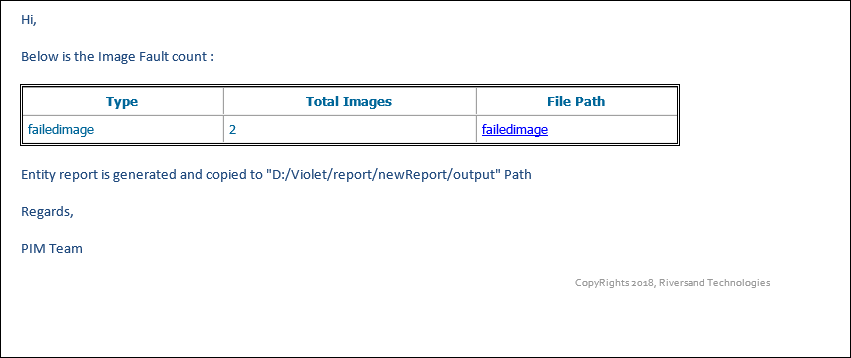 Hi,
Below is the Image Fault count :
Type Total Images File Path
failedimage 2 failedimage
Entity report is generated and copied to "D:/Violet/report/newReport/output" Path
Regards,
PIM Team
CopyRights 2018, Riversand Technologies